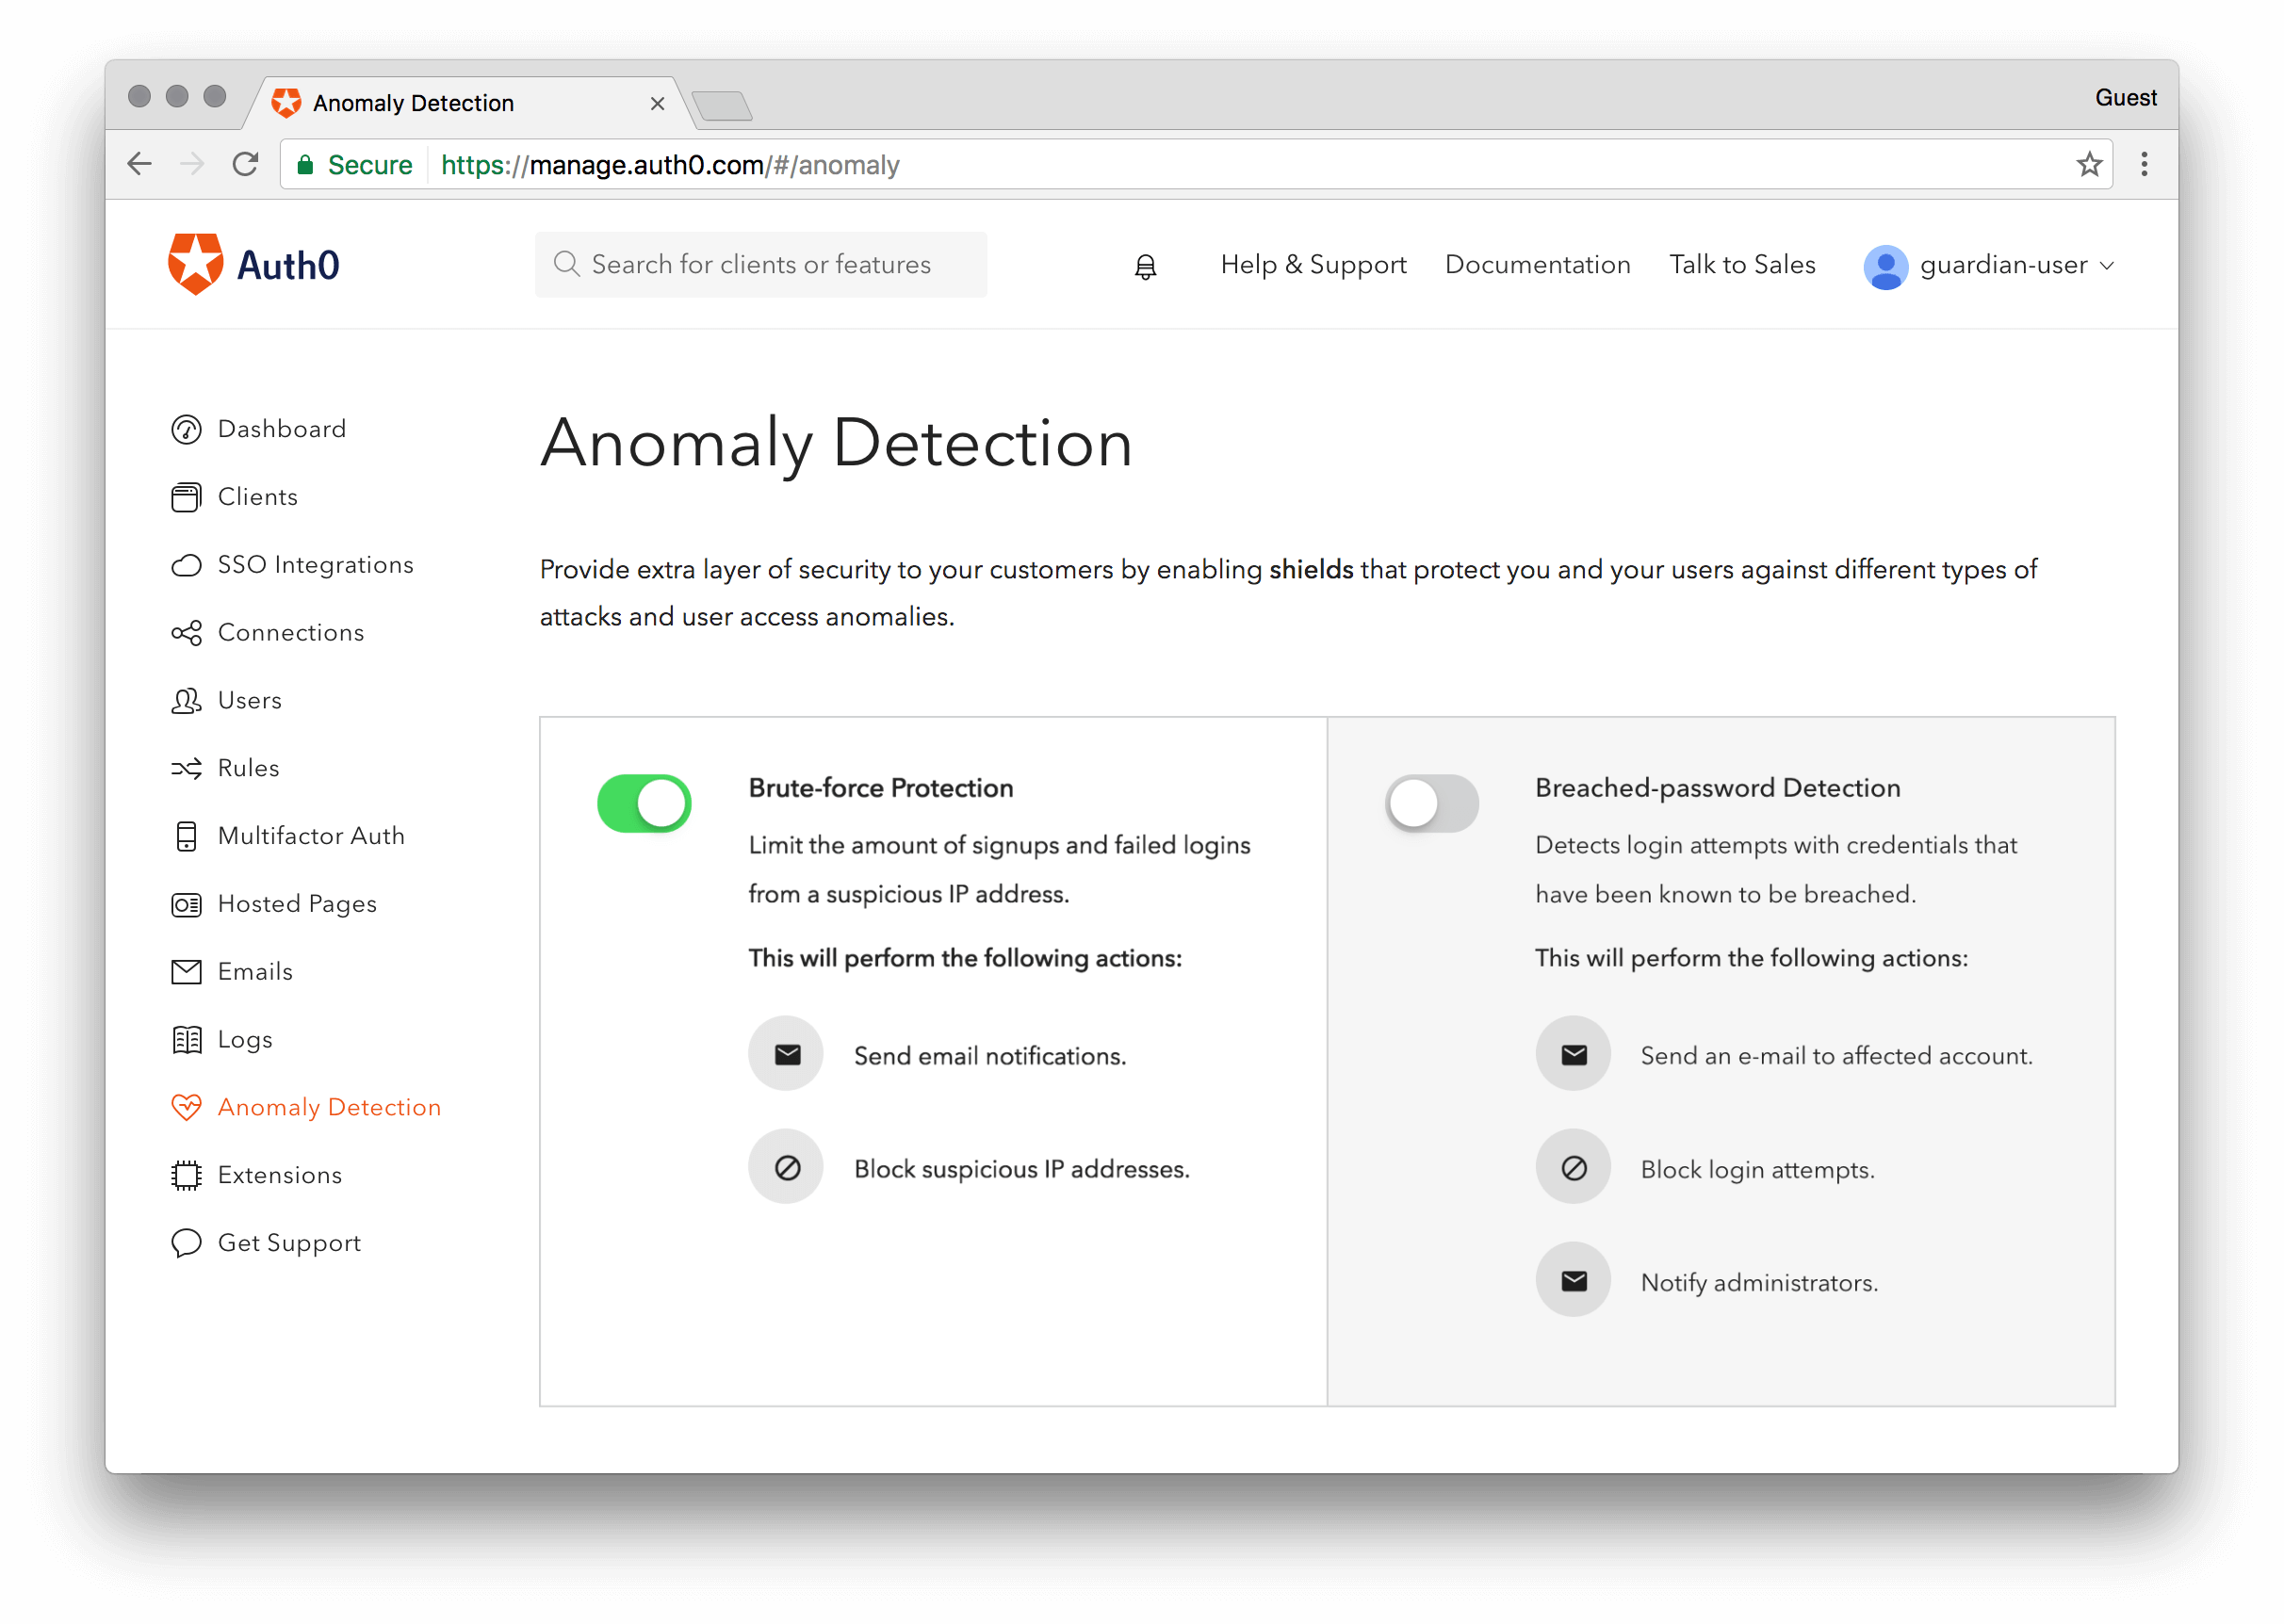 Anomaly Detection
Guest
Secure https://manage.auth0.com/#/anomaly
Auth0
Search for clients or features
Help & Support
Documentation
Talk to Sales
guardian-user
Dashboard
Clients
SSO Integrations
Connections
Users
Rules
Multifactor Auth
Hosted Pages
Emails
Logs
Anomaly Detection
Extensions
Get Support
Anomaly Detection
Provide extra layer of security to your customers by enabling shields that protect you and your users against different types of
attacks and user access anomalies.
Brute-force Protection
Limit the amount of signups and failed logins
from a suspicious IP address.
This will perform the following actions:
Send email notifications.
Block suspicious IP addresses.
Breached-password Detection
Detects login attempts with credentials that
have been known to be breached.
This will perform the following actions:
Send an e-mail to affected account.
Block login attempts.
Notify administrators.